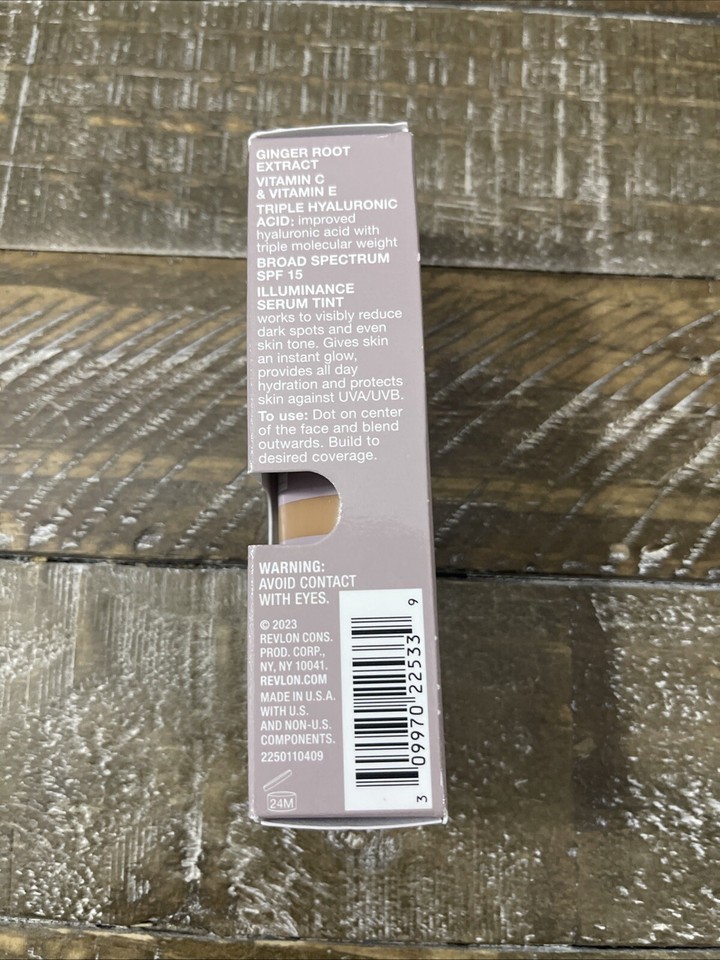 GINGER ROOT
EXTRACT
VITAMIN C
& VITAMIN E
TRIPLE HYALURONIC
ACID: improved
hyaluronic acid with
triple molecular weight
BROAD SPECTRUM
SPF 15
ILLUMINANCE
SERUM TINT
works to visibly reduce
dark spots and even
skin tone. Gives skin
an instant glow,
provides all day
hydration and protects
skin against UVA/UVB.
To use: Dot on center
of the face and blend
outwards. Build to
desired coverage.
WARNING:
AVOID CONTACT
WITH EYES.
© 2023
REVLON CONS.
PROD. CORP.,
NY, NY 10041.
REVLON.COM
MADE IN U.S.A.
WITH U.S.
AND NON-U.S.
COMPONENTS.
2250110409
24M
3 09970 22533 9